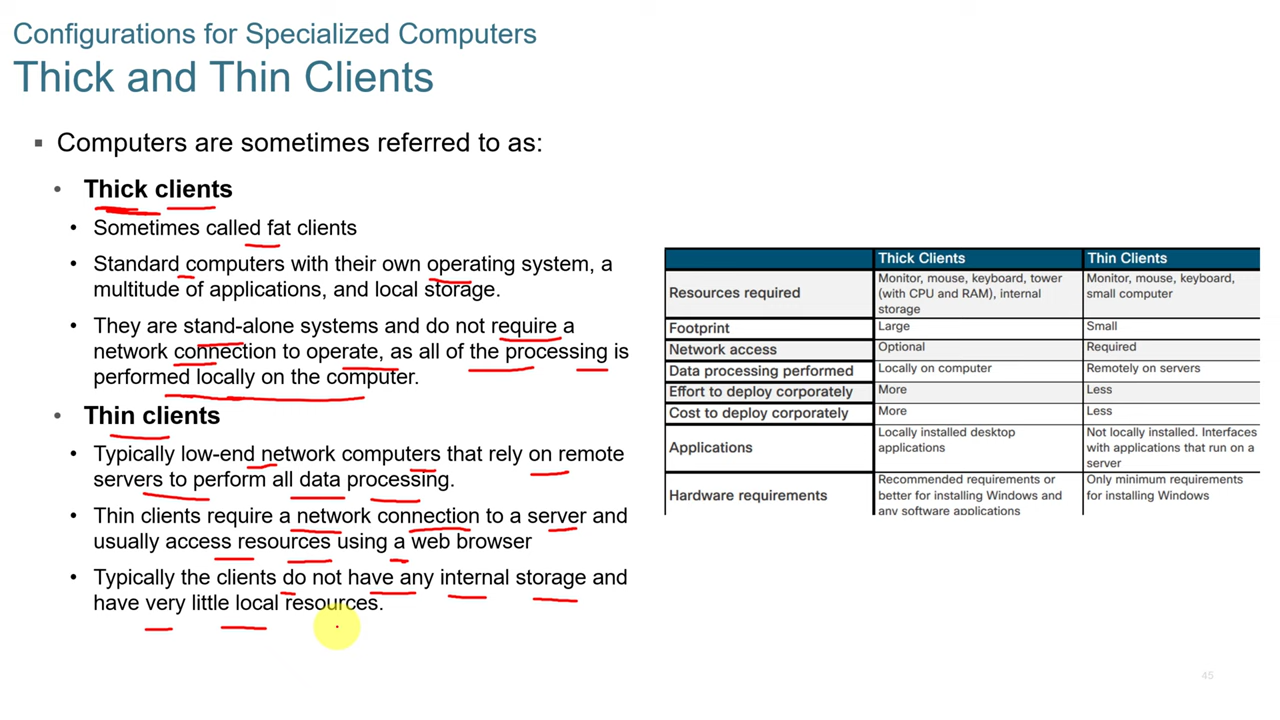 Configurations for Specialized Computers
Thick and Thin Clients
▪ Computers are sometimes referred to as:
• Thick clients
• Sometimes called fat clients
• Standard computers with their own operating system, a
multitude of applications, and local storage.
• They are stand-alone systems and do not require a
network connection to operate, as all of the processing is
performed locally on the computer.
• Thin clients
• Typically low-end network computers that rely on remote
servers to perform all data processing.
• Thin clients require a network connection to a server and
usually access resources using a web browser
• Typically the clients do not have any internal storage and
have very little local resources.
Thick Clients Thin Clients
Resources required Monitor, mouse, keyboard, tower Monitor, mouse, keyboard,
(with CPU and RAM), internal small computer
storage
Footprint Large Small
Network access Optional Required
Data processing performed Locally on computer Remotely on servers
Effort to deploy corporately More Less
Cost to deploy corporately More Less
Applications Locally installed desktop Not locally installed. Interfaces
applications with applications that run on a
server
Hardware requirements Recommended requirements or Only minimum requirements
better for installing Windows and for installing Windows
any software applications
45